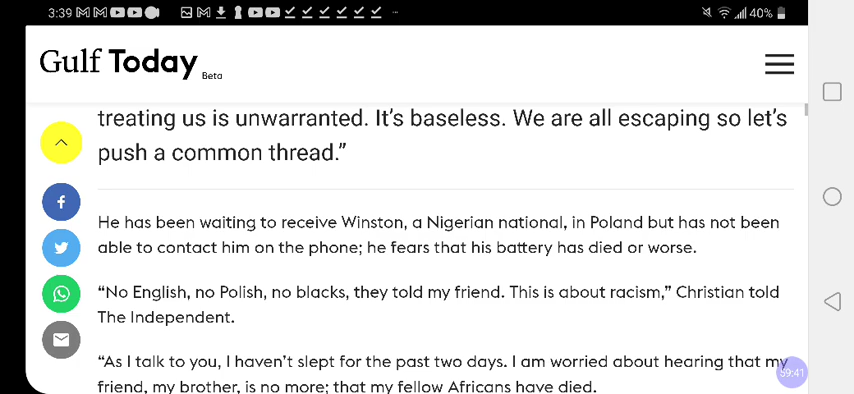 3:39
40%
Gulf Today
Beta
treating us is unwarranted. It’s baseless. We are all escaping so let’s
push a common thread.”
He has been waiting to receive Winston, a Nigerian national, in Poland but has not been
able to contact him on the phone; he fears that his battery has died or worse.
“No English, no Polish, no blacks, they told my friend. This is about racism,” Christian told
The Independent.
“As I talk to you, I haven’t slept for the past two days. I am worried about hearing that my
59:41
friend, my brother, is no more; that my fellow Africans have died.